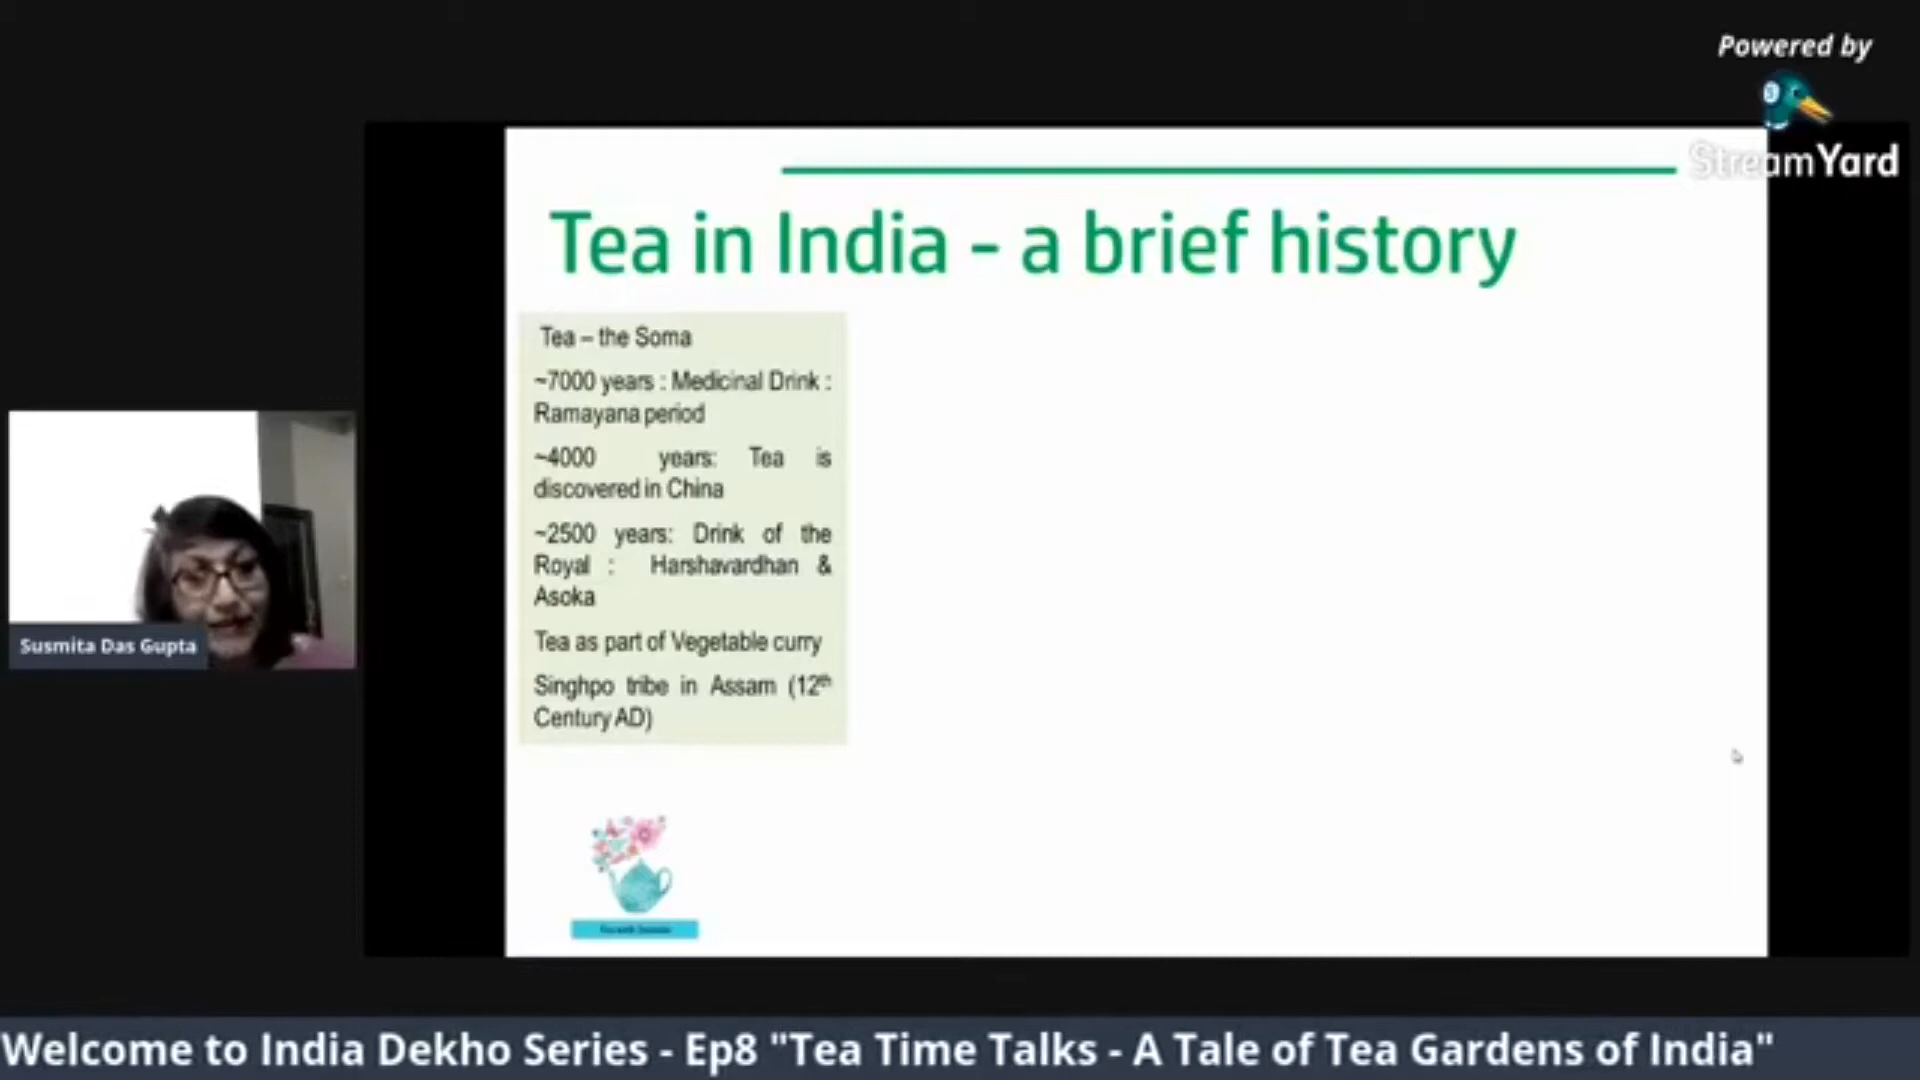 Powered by
StreamYard
Tea in India - a brief history
Tea – the Soma
~7000 years : Medicinal Drink :
Ramayana period
~4000 years: Tea is
discovered in China
~2500 years: Drink of the
Royal : Harshavardhan &
Asoka
Tea as part of Vegetable curry
Singhpo tribe in Assam (12th
Century AD)
Susmita Das Gupta
Welcome to India Dekho Series - Ep8 "Tea Time Talks - A Tale of Tea Gardens of India"